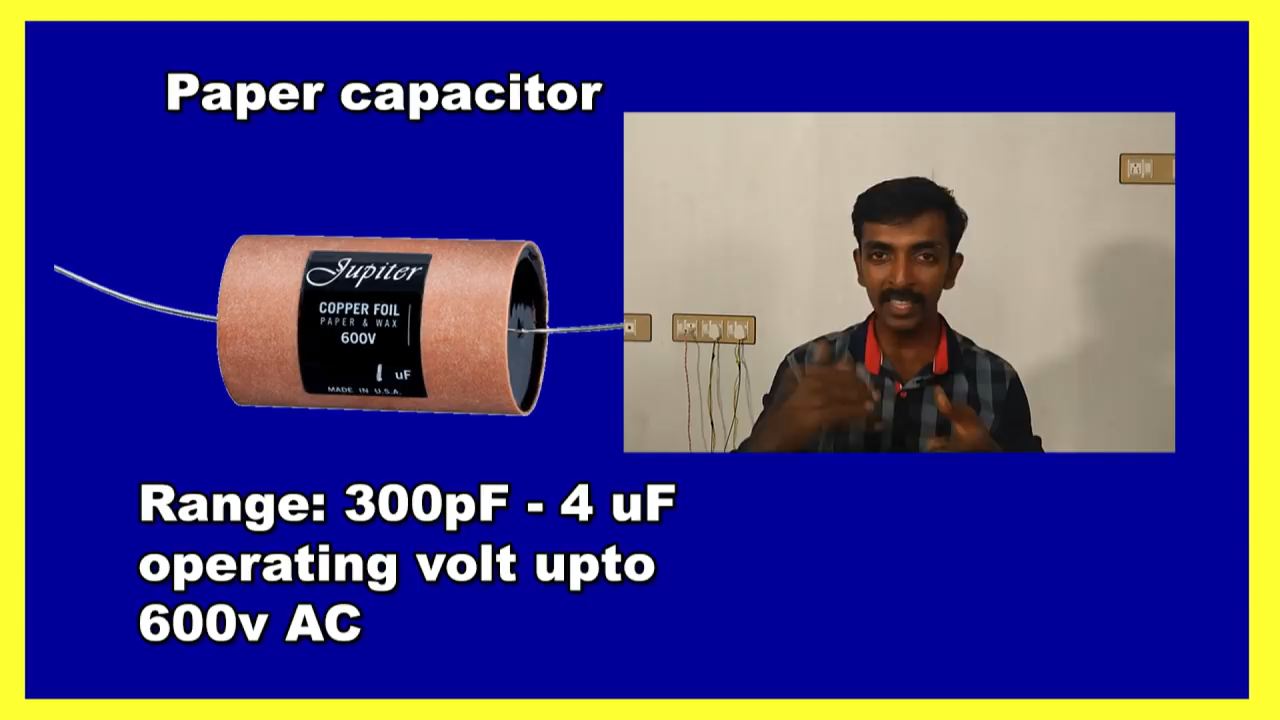 Paper capacitor
Jupiter
COPPER FOIL
PAPER & WAX
600V
1 uF
MADE IN U.S.A.
Range: 300pF - 4 uF
operating volt upto
600v AC